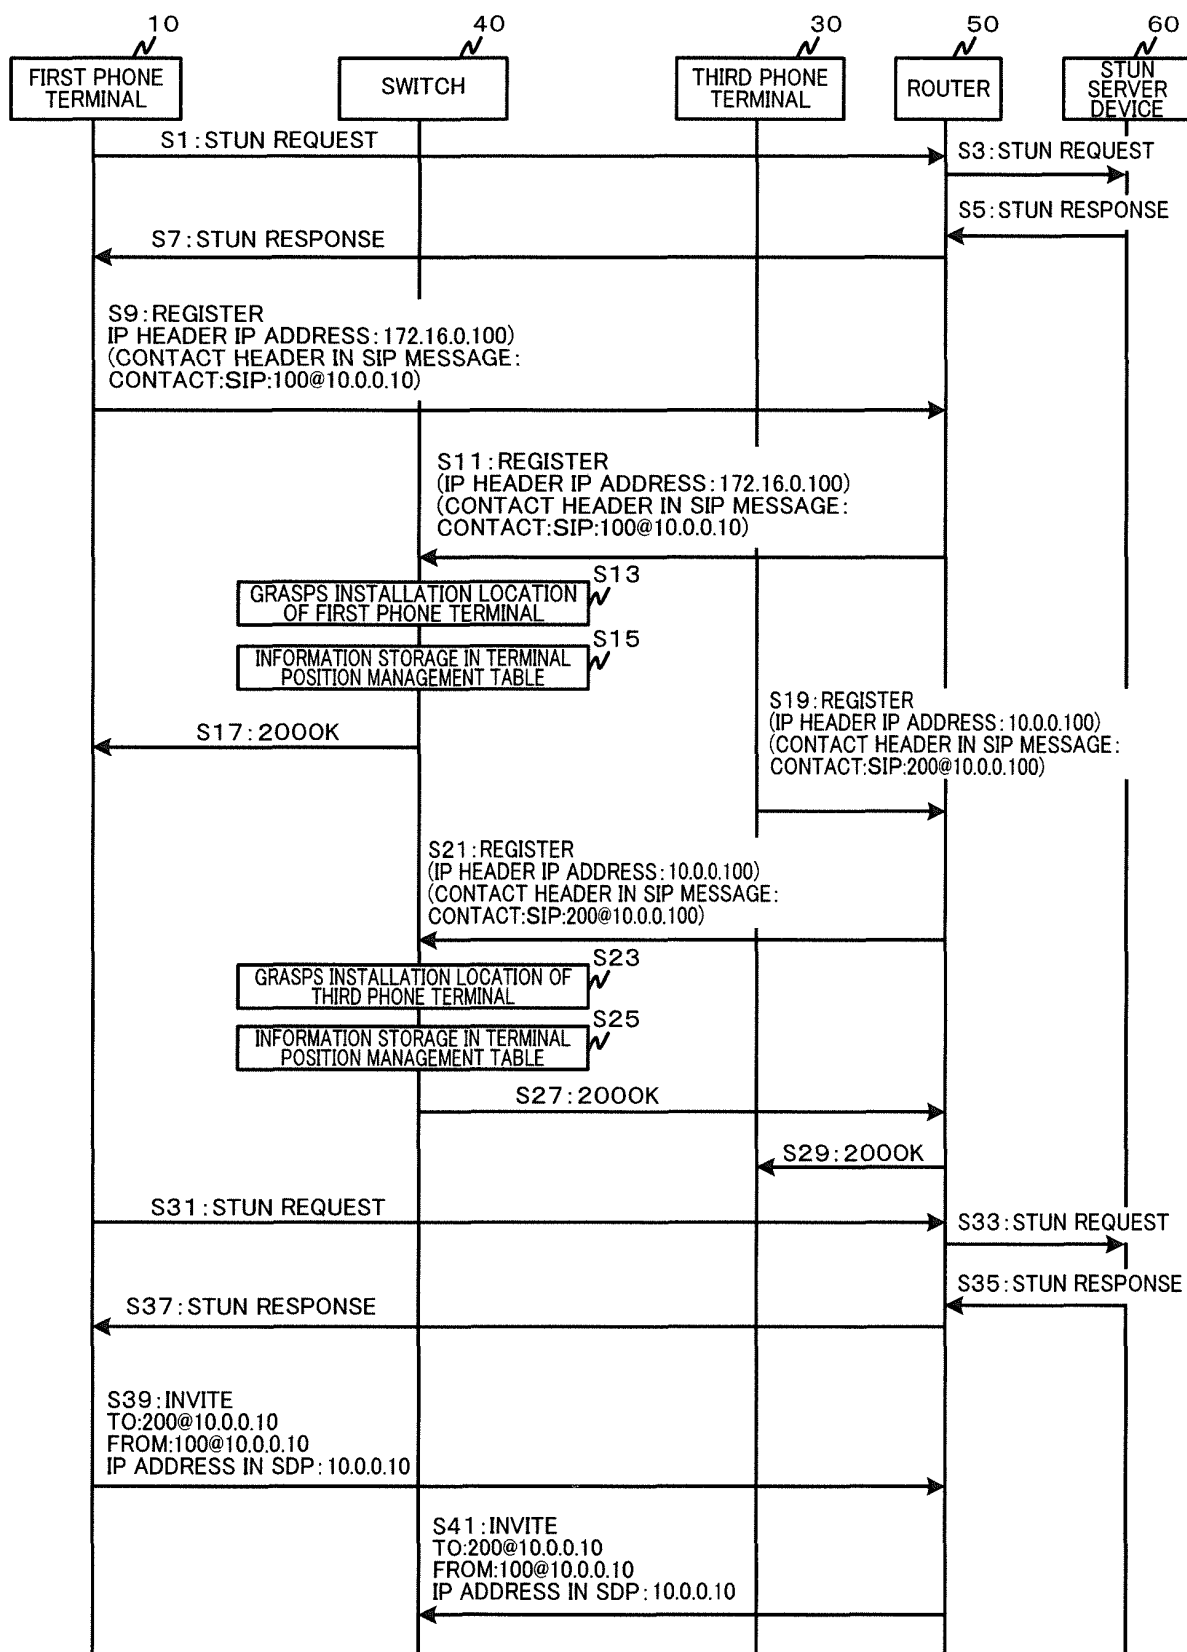 10
40
30
50
60
FIRST PHONE
TERMINAL
SWITCH
THIRD PHONE
TERMINAL
ROUTER
STUN
SERVER
DEVICE
S1:STUN REQUEST
S3:STUN REQUEST
S5:STUN RESPONSE
S7:STUN RESPONSE
S9:REGISTER
IP HEADER IP ADDRESS:172.16.0.100)
(CONTACT HEADER IN SIP MESSAGE:
CONTACT:SIP:100@10.0.0.10)
S11:REGISTER
(IP HEADER IP ADDRESS:172.16.0.100)
(CONTACT HEADER IN SIP MESSAGE:
CONTACT:SIP:100@10.0.0.10)
S13
GRASPS INSTALLATION LOCATION
OF FIRST PHONE TERMINAL
S15
INFORMATION STORAGE IN TERMINAL
POSITION MANAGEMENT TABLE
S17:200OK
S19:REGISTER
(IP HEADER IP ADDRESS:10.0.0.100)
(CONTACT HEADER IN SIP MESSAGE:
CONTACT:SIP:200@10.0.0.100)
S21:REGISTER
(IP HEADER IP ADDRESS:10.0.0.100)
(CONTACT HEADER IN SIP MESSAGE:
CONTACT:SIP:200@10.0.0.100)
S23
GRASPS INSTALLATION LOCATION OF
THIRD PHONE TERMINAL
S25
INFORMATION STORAGE IN TERMINAL
POSITION MANAGEMENT TABLE
S27:200OK
S29:200OK
S31:STUN REQUEST
S33:STUN REQUEST
S35:STUN RESPONSE
S37:STUN RESPONSE
S39:INVITE
TO:200@10.0.0.10
FROM:100@10.0.0.10
IP ADDRESS IN SDP:10.0.0.10
S41:INVITE
TO:200@10.0.0.10
FROM:100@10.0.0.10
IP ADDRESS IN SDP:10.0.0.10